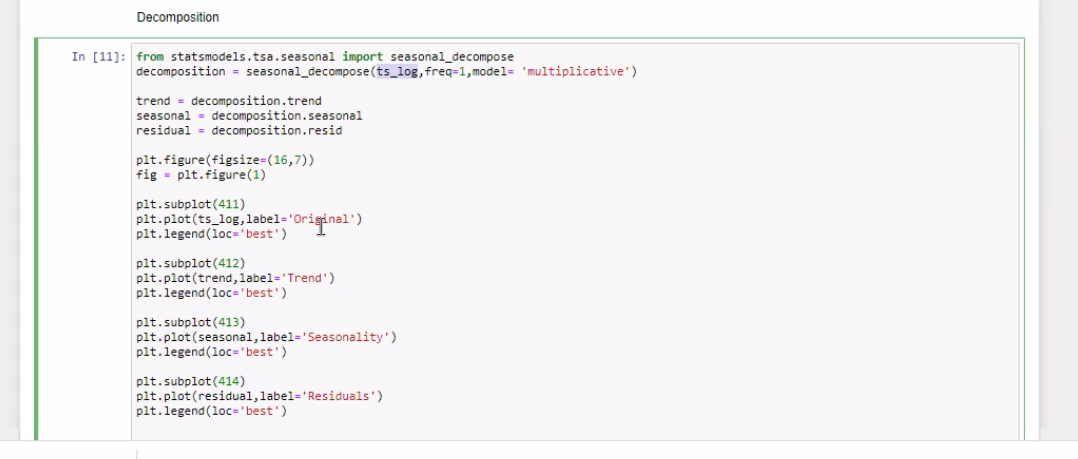 Decomposition
In [11]: from statsmodels.tsa.seasonal import seasonal_decompose
decomposition = seasonal_decompose(ts_log,freq=1,model= 'multiplicative')
trend = decomposition.trend
seasonal = decomposition.seasonal
residual = decomposition.resid
plt.figure(figsize=(16,7))
fig = plt.figure(1)
plt.subplot(411)
plt.plot(ts_log,label='Original')
plt.legend(loc='best')
plt.subplot(412)
plt.plot(trend,label='Trend')
plt.legend(loc='best')
plt.subplot(413)
plt.plot(seasonal,label='Seasonality')
plt.legend(loc='best')
plt.subplot(414)
plt.plot(residual,label='Residuals')
plt.legend(loc='best')